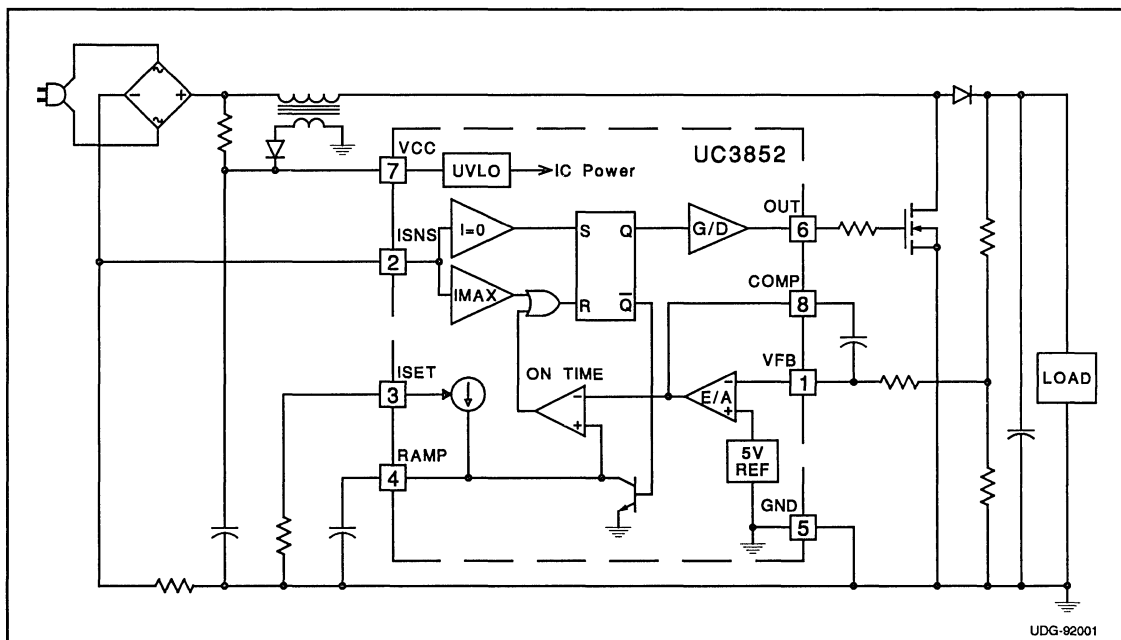 − ~ + ~
VCC
7
UVLO
IC Power
UC3852
ISNS
2
I=0
IMAX
S Q
R Q̅
G/D
OUT
6
COMP
8
VFB
1
ISET
3
ON TIME
−
+
E/A
−
+
5V
REF
LOAD
RAMP
4
GND
5
UDG-92001